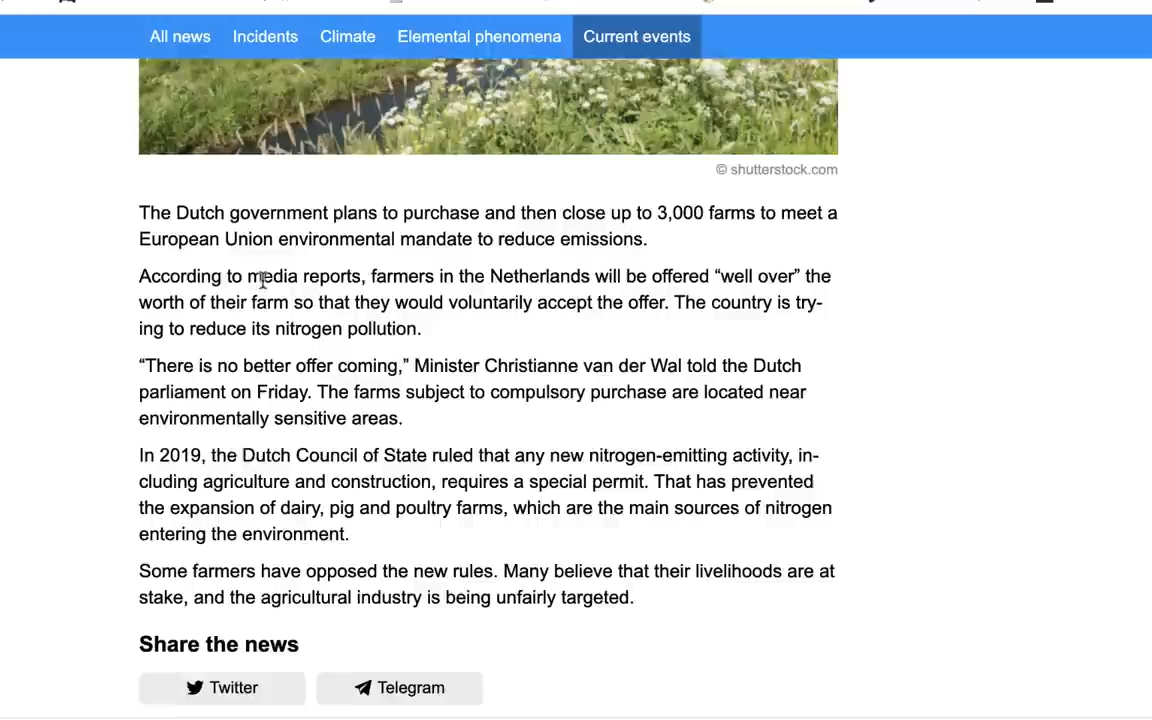 All news Incidents Climate Elemental phenomena Current events
© shutterstock.com
The Dutch government plans to purchase and then close up to 3,000 farms to meet a
European Union environmental mandate to reduce emissions.
According to media reports, farmers in the Netherlands will be offered “well over” the
worth of their farm so that they would voluntarily accept the offer. The country is try-
ing to reduce its nitrogen pollution.
“There is no better offer coming,” Minister Christianne van der Wal told the Dutch
parliament on Friday. The farms subject to compulsory purchase are located near
environmentally sensitive areas.
In 2019, the Dutch Council of State ruled that any new nitrogen-emitting activity, in-
cluding agriculture and construction, requires a special permit. That has prevented
the expansion of dairy, pig and poultry farms, which are the main sources of nitrogen
entering the environment.
Some farmers have opposed the new rules. Many believe that their livelihoods are at
stake, and the agricultural industry is being unfairly targeted.
Share the news
Twitter Telegram